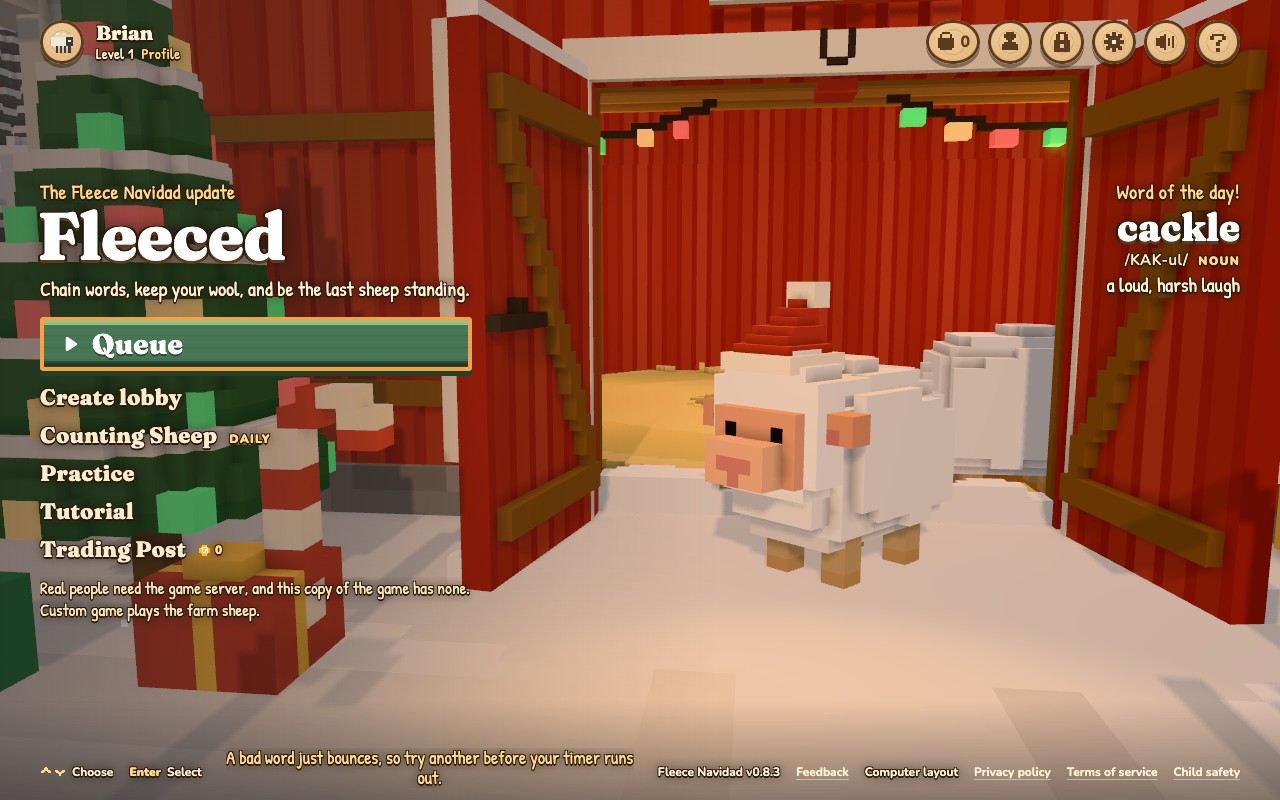 Brian
Level 1 Profile
0
The Fleece Navidad update
Fleeced
Chain words, keep your wool, and be the last sheep standing.
Queue
Create lobby
Counting Sheep DAILY
Practice
Tutorial
Trading Post 0
Real people need the game server, and this copy of the game has none.
Custom game plays the farm sheep.
Word of the day!
cackle
/KAK-ul/ NOUN
a loud, harsh laugh
Choose Enter Select
A bad word just bounces, so try another before your timer runs
out.
Fleece Navidad v0.8.3 Feedback Computer layout Privacy policy Terms of service Child safety